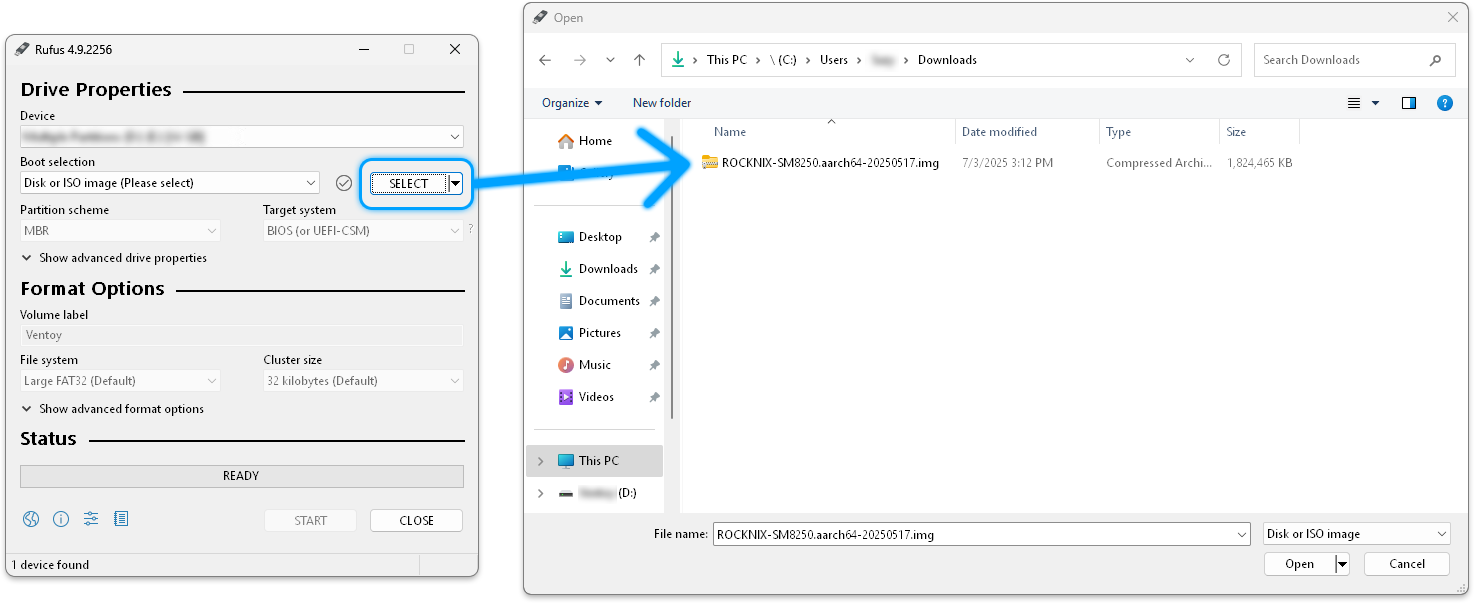 Rufus 4.9.2256
Drive Properties
Device
Boot selection
Disk or ISO image (Please select)
SELECT
Partition scheme
Target system
MBR
BIOS (or UEFI-CSM)
?
Show advanced drive properties
Format Options
Volume label
Ventoy
File system
Cluster size
Large FAT32 (Default)
32 kilobytes (Default)
Show advanced format options
Status
READY
START
CLOSE
1 device found
Open
This PC > \ (C:) > Users > > Downloads
Search Downloads
Organize
New folder
?
Home
Desktop
Downloads
Documents
Pictures
Music
Videos
This PC
(D:)
Name
Date modified
Type
Size
ROCKNIX-SM8250.aarch64-20250517.img
7/3/2025 3:12 PM
Compressed Archi...
1,824,465 KB
File name:
ROCKNIX-SM8250.aarch64-20250517.img
Disk or ISO image
Open
Cancel